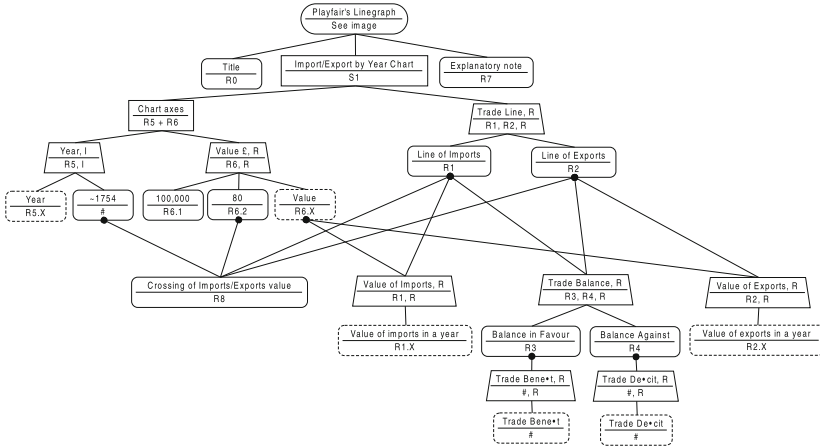 Playfair's Linegraph
See image
Title
R0
Import/Export by Year Chart
S1
Explanatory note
R7
Chart axes
R5 + R6
Trade Line, R
R1, R2, R
Year, I
R5, I
Value £, R
R6, R
Line of Imports
R1
Line of Exports
R2
Year
R5.X
~1754
#
100,000
R6.1
80
R6.2
Value
R6.X
Crossing of Imports/Exports value
R8
Value of Imports, R
R1, R
Trade Balance, R
R3, R4, R
Value of Exports, R
R2, R
Value of imports in a year
R1.X
Balance in Favour
R3
Balance Against
R4
Value of exports in a year
R2.X
Trade Bene•t, R
#, R
Trade De•cit, R
#, R
Trade Bene•t
#
Trade De•cit
#